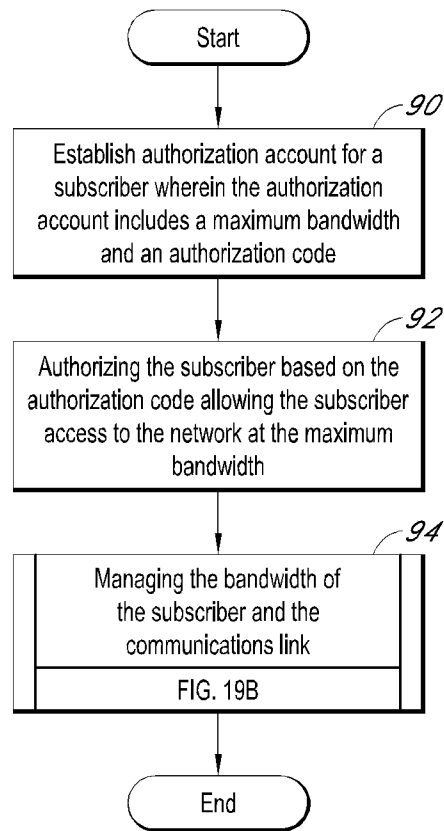 Start
90
Establish authorization account for a
subscriber wherein the authorization
account includes a maximum bandwidth
and an authorization code
92
Authorizing the subscriber based on the
authorization code allowing the subscriber
access to the network at the maximum
bandwidth
94
Managing the bandwidth of
the subscriber and the
communications link
FIG. 19B
End